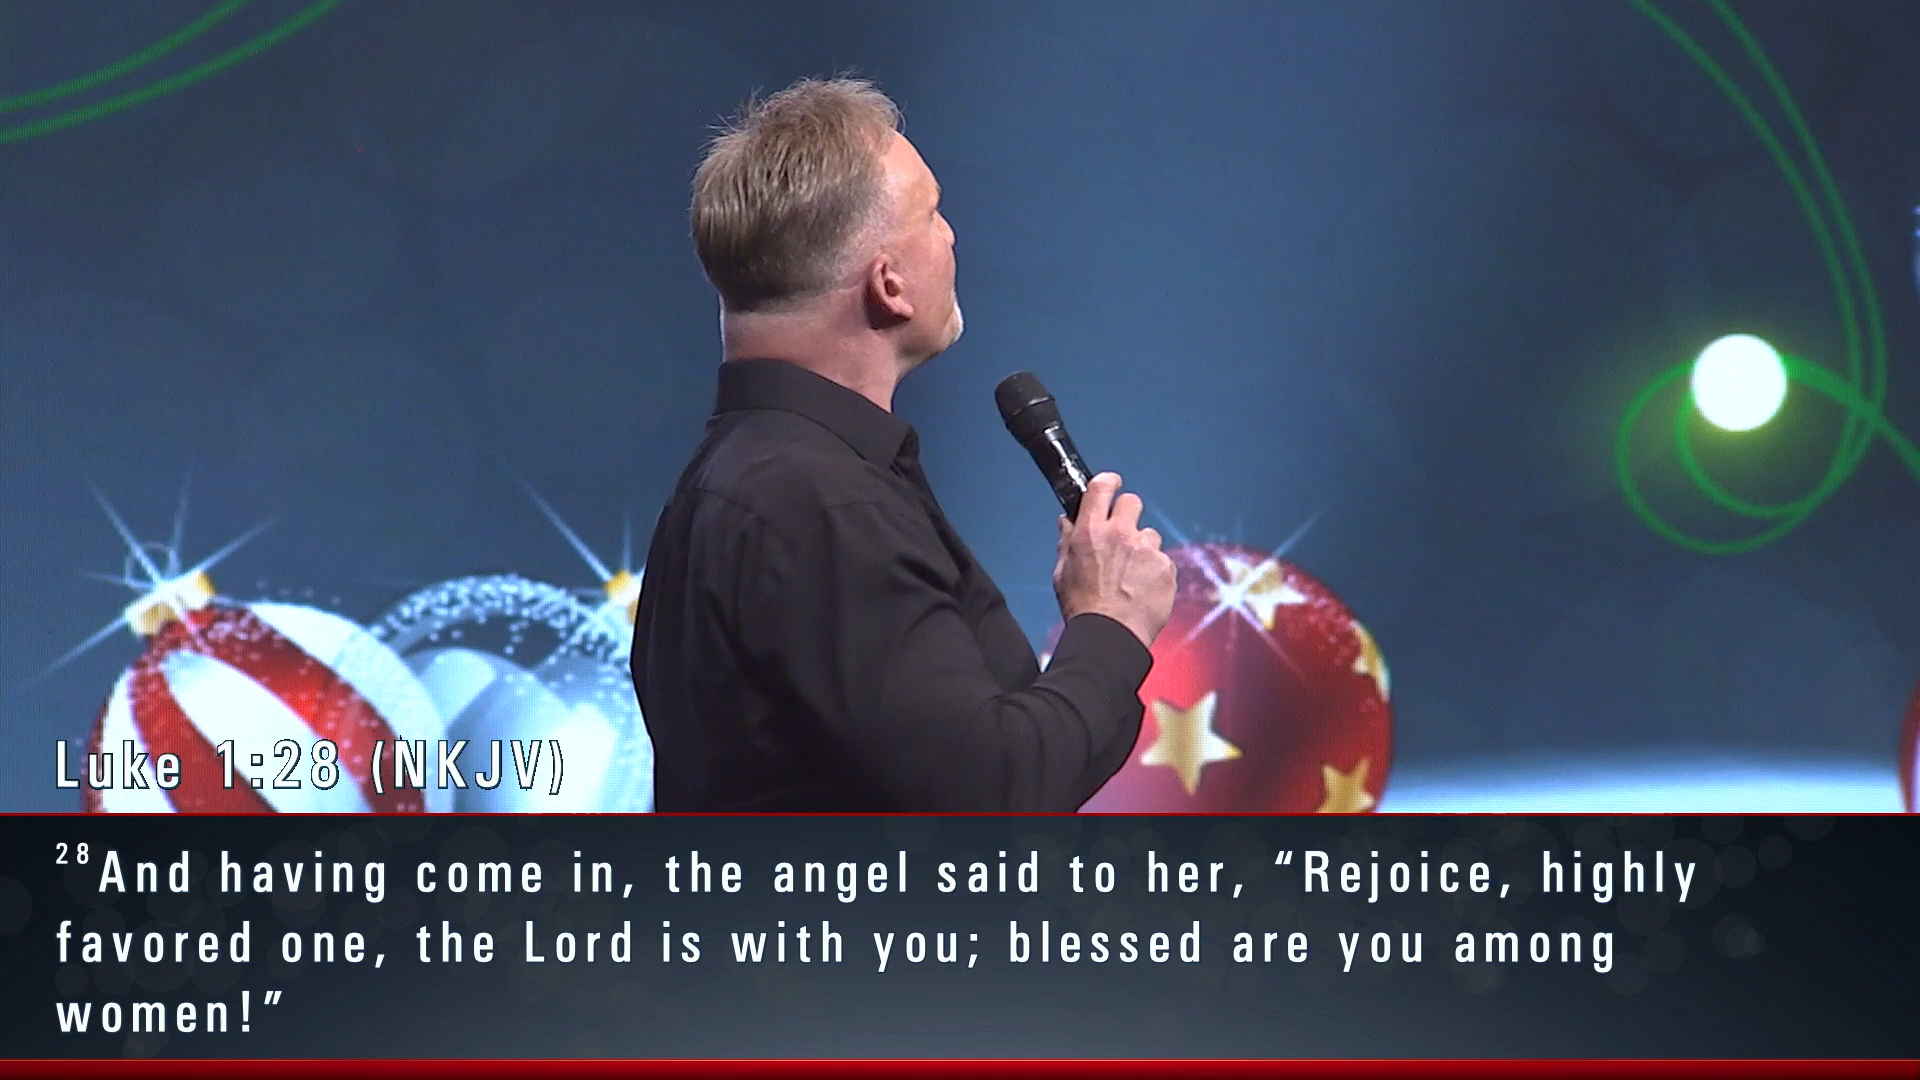 Luke 1:28 (NKJV)
28And having come in, the angel said to her, “Rejoice, highly
favored one, the Lord is with you; blessed are you among
women!”